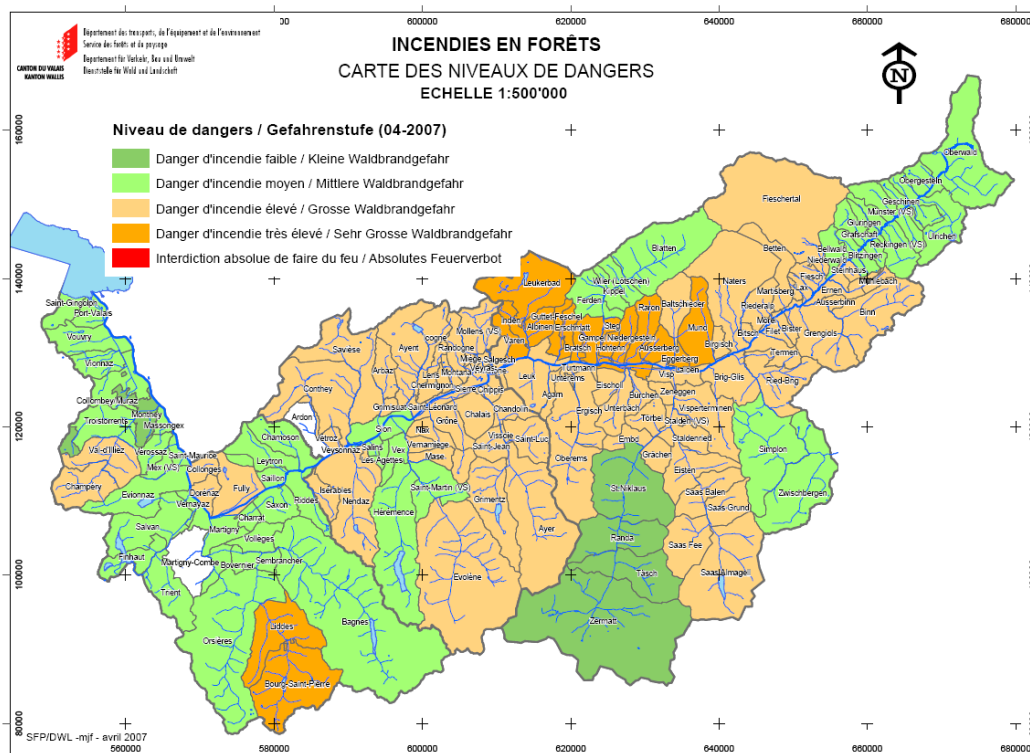 00
600000
620000
640000
660000
680000
Département des transports, de l'équipement et de l'environnement
Service des forêts et du paysage
Departement für Verkehr, Bau und Umwelt
Dienststelle für Wald und Landschaft
CANTON DU VALAIS
KANTON WALLIS
INCENDIES EN FORÊTS
CARTE DES NIVEAUX DE DANGERS
ECHELLE 1:500'000
N
Niveau de dangers / Gefahrenstufe (04-2007)
Danger d'incendie faible / Kleine Waldbrandgefahr
Danger d'incendie moyen / Mittlere Waldbrandgefahr
Danger d'incendie élevé / Grosse Waldbrandgefahr
Danger d'incendie très élevé / Sehr Grosse Waldbrandgefahr
Interdiction absolue de faire du feu / Absolutes Feuerverbot
160000
140000
120000
100000
80000
Oberwald
Obergesteln
Geschinen
Münster (VS)
Ulrichen
Gluringen
Grafschaft
Reckingen (VS)
Blitzingen
Bellwald
Niederwald
Steinhaus
Fieschertal
Betten
Fiesch
Lax
Ernen
Mühlebach
Ausserbinn
Binn
Martisberg
Riederalp
Mörel
Filet
Bister
Grengiols
Bitsch
Termen
Naters
Birgisch
Ried-Brig
Brig-Glis
Blatten
Wiler (Lötschen)
Kippel
Ferden
Leukerbad
Inden
Guttet-Feschel
Albinen
Erschmatt
Varen
Bratsch
Gampel
Steg
Niedergesteln
Hohtenn
Raron
Baltschieder
Ausserberg
Mund
Eggerberg
Lalden
Visp
Saint-Gingolph
Port-Valais
Vouvry
Vionnaz
Collombey-Muraz
Monthey
Massongex
Troistorrents
Val-d'Illiez
Champéry
Verossaz
Saint-Maurice
Mex (VS)
Collonges
Evionnaz
Dorénaz
Vernayaz
Fully
Salvan
Finhaut
Martigny
Martigny-Combe
Trient
Charrat
Saxon
Saillon
Leytron
Riddes
Chamoson
Ardon
Vetroz
Conthey
Savièse
Arbaz
Ayent
Grimisuat
Saint-Léonard
Sion
Salins
Les Agettes
Vex
Veysonnaz
Nendaz
Isérables
Nax
Vernamiège
Mase
Saint-Martin (VS)
Hérémence
Evolène
Vollèges
Bovernier
Sembrancher
Orsières
Liddes
Bourg-Saint-Pierre
Bagnes
Icogne
Lens
Chermignon
Montana
Randogne
Mollens (VS)
Miège
Veyras
Salgesch
Sierre
Chippis
Grône
Chalais
Chandolin
Vissoie
Saint-Jean
Saint-Luc
Grimentz
Ayer
Leuk
Agarn
Turtmann
Unterems
Oberems
Ergisch
Eischoll
Unterbäch
Bürchen
Zeneggen
Törbel
Visperterminen
Stalden (VS)
Staldenried
Embd
Grächen
Eisten
St.Niklaus
Randa
Täsch
Zermatt
Saas Balen
Saas Grund
Saas Fee
Saas Almagell
Simplon
Zwischbergen
SFP/DWL -mjf - avril 2007
560000
580000
600000
620000
640000
660000
680000